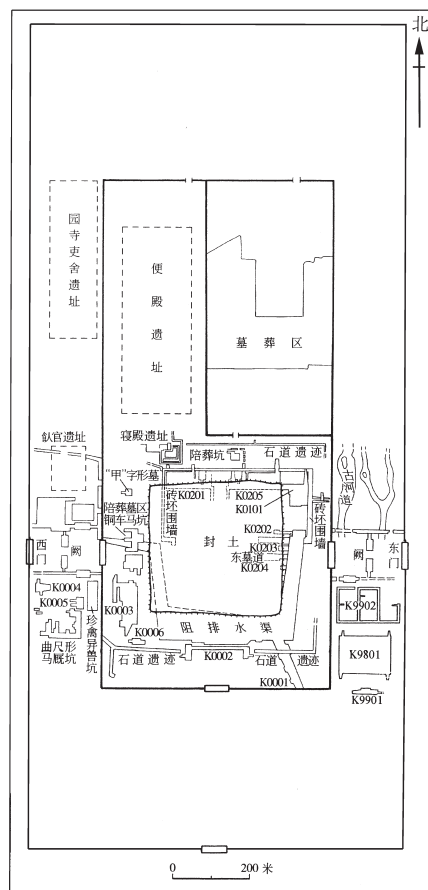 北
园寺吏舍遗址
便殿遗址
墓葬区
飤官遗址
寝殿遗址
陪葬坑
石道遗迹
古河道
“甲”字形墓
K0201
K0205
K0101
砖坯围墙
砖坯围墙
陪葬墓区
铜车马坑
封土
K0202
K0203
东墓道
K0204
西门
阙
阙
东门
K0004
K0005
K0003
K0006
珍禽异兽坑
曲尺形
马厩坑
阻排水渠
K9902
K9801
K9901
石道遗迹
K0002
石道遗迹
K0001
0 200 米